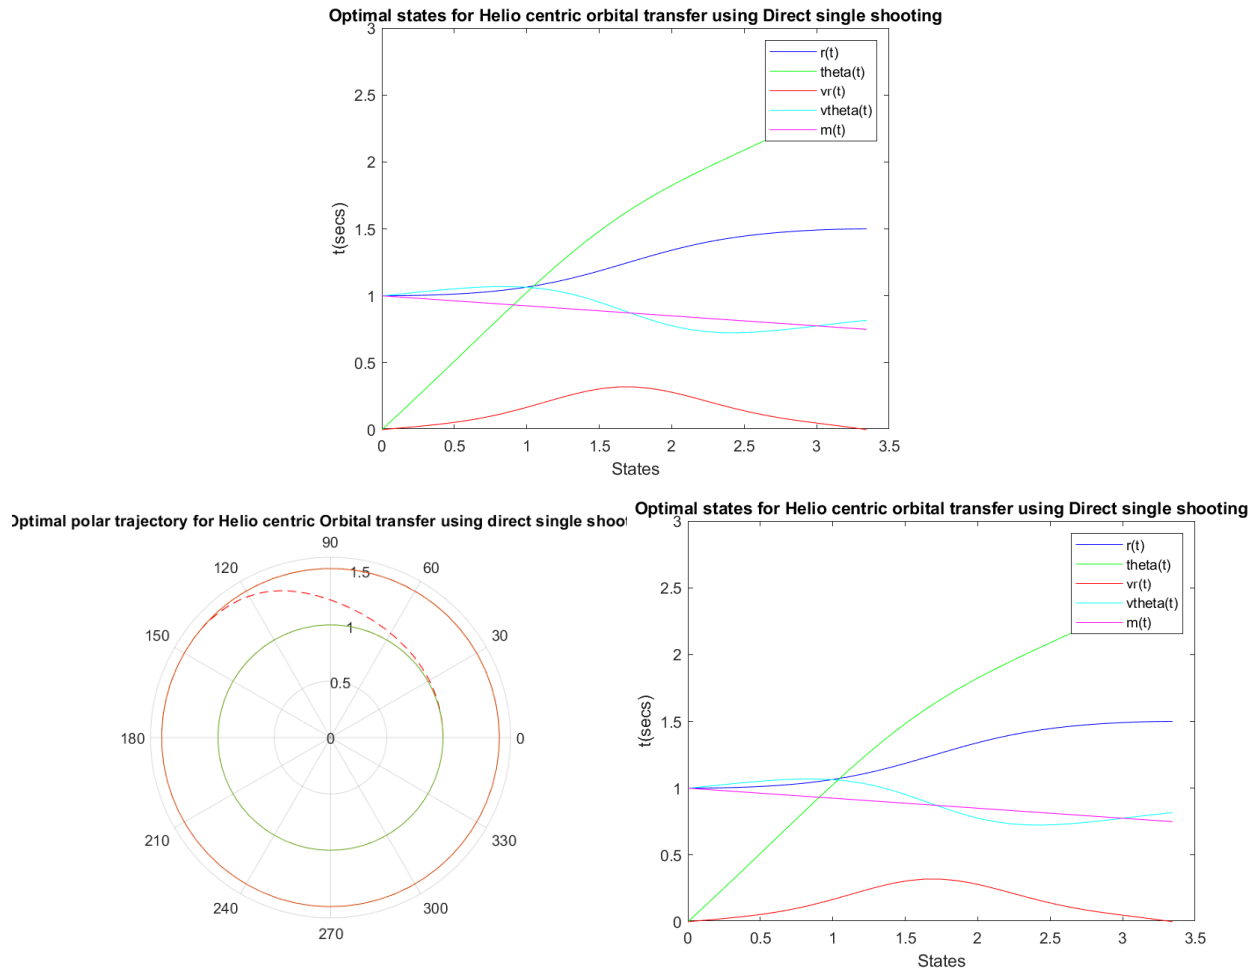 Optimal states for Helio centric orbital transfer using Direct single shooting
3
2.5
2
1.5
1
0.5
0
t(secs)
r(t)
theta(t)
vr(t)
vtheta(t)
m(t)
0 0.5 1 1.5 2 2.5 3 3.5
States
Optimal polar trajectory for Helio centric Orbital transfer using direct single shoot
90
120 60
1.5
150 30
1
0.5
180 0 0
210 330
240 300
270
Optimal states for Helio centric orbital transfer using Direct single shooting
3
2.5
2
1.5
1
0.5
0
t(secs)
r(t)
theta(t)
vr(t)
vtheta(t)
m(t)
0 0.5 1 1.5 2 2.5 3 3.5
States